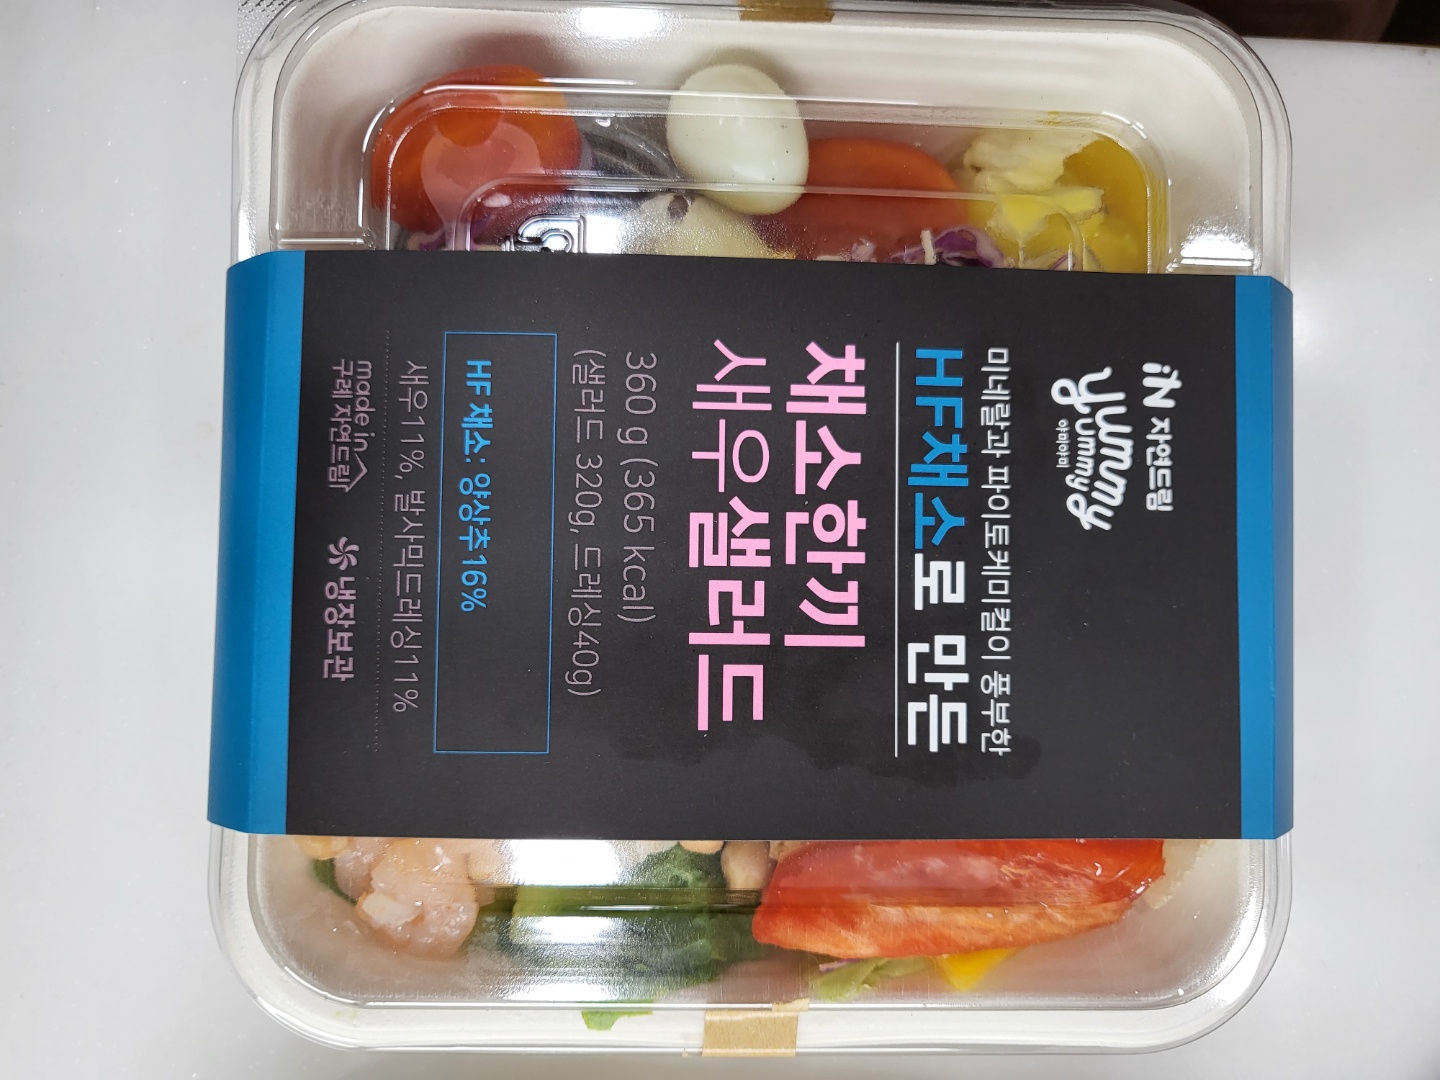 iN 자연드림
yummy
yummy
야미야미
미네랄과 파이토케미컬이 풍부한
HF채소로 만든
채소한끼
새우샐러드
360 g (365 kcal)
(샐러드 320g, 드레싱40g)
HF 채소: 양상추16%
새우11%, 발사믹드레싱11%
made in
구례 자연드림
냉장보관